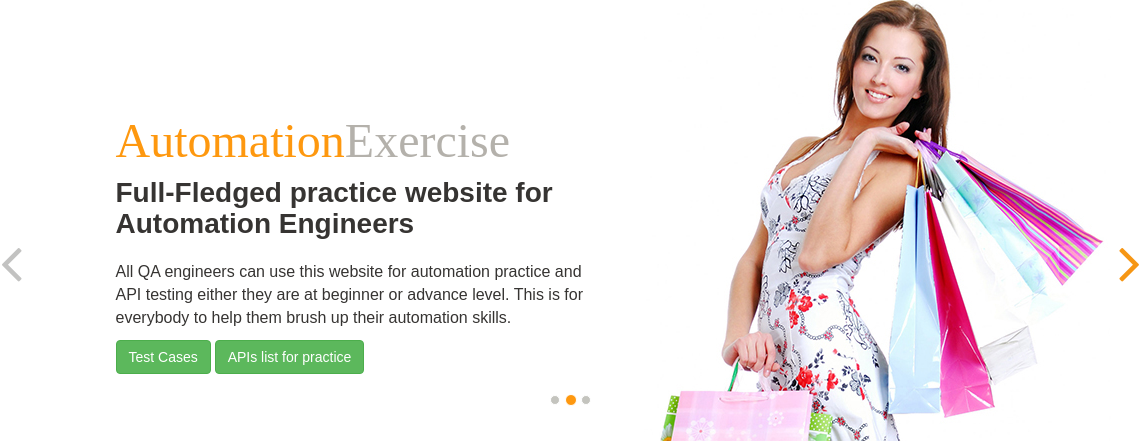 AutomationExercise
Full-Fledged practice website for
Automation Engineers
All QA engineers can use this website for automation practice and
API testing either they are at beginner or advance level. This is for
everybody to help them brush up their automation skills.
Test Cases
APIs list for practice